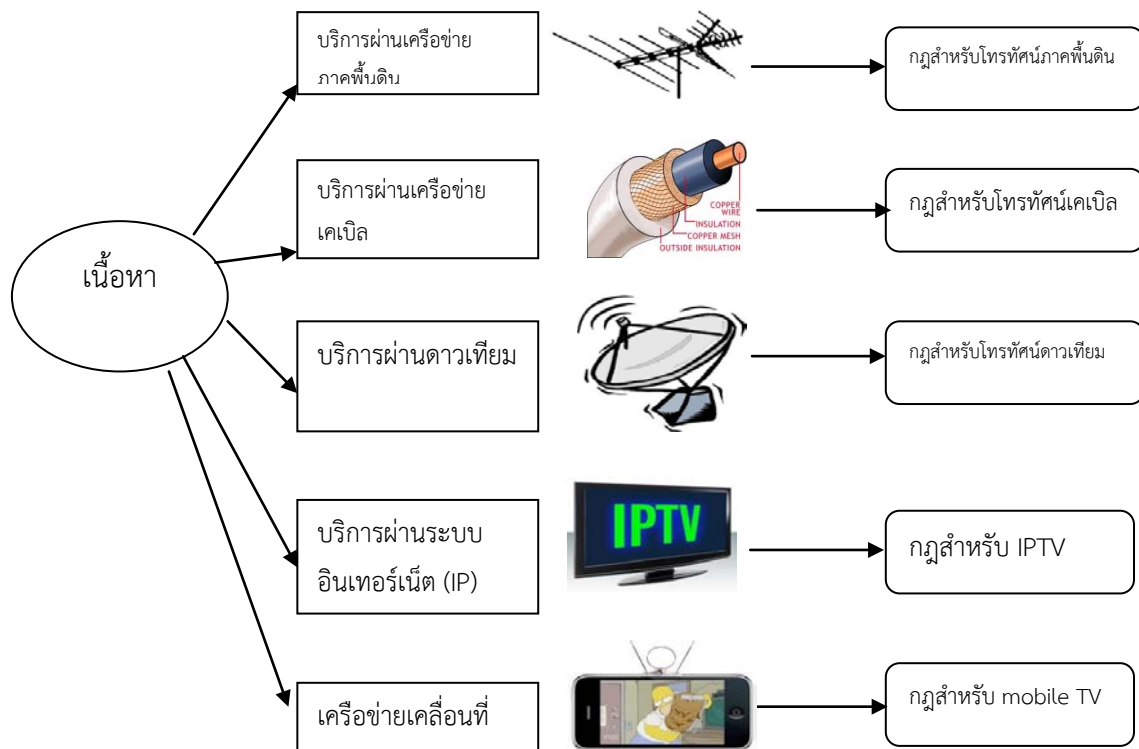 เนื้อหา
บริการผ่านเครือข่าย
ภาคพื้นดิน
กฎสำหรับโทรทัศน์ภาคพื้นดิน
บริการผ่านเครือข่าย
เคเบิล
COPPER
WIRE
INSULATION
COPPER MESH
OUTSIDE INSULATION
กฎสำหรับโทรทัศน์เคเบิล
บริการผ่านดาวเทียม
กฎสำหรับโทรทัศน์ดาวเทียม
บริการผ่านระบบ
อินเทอร์เน็ต (IP)
IPTV
กฎสำหรับ IPTV
เครือข่ายเคลื่อนที่
กฎสำหรับ mobile TV